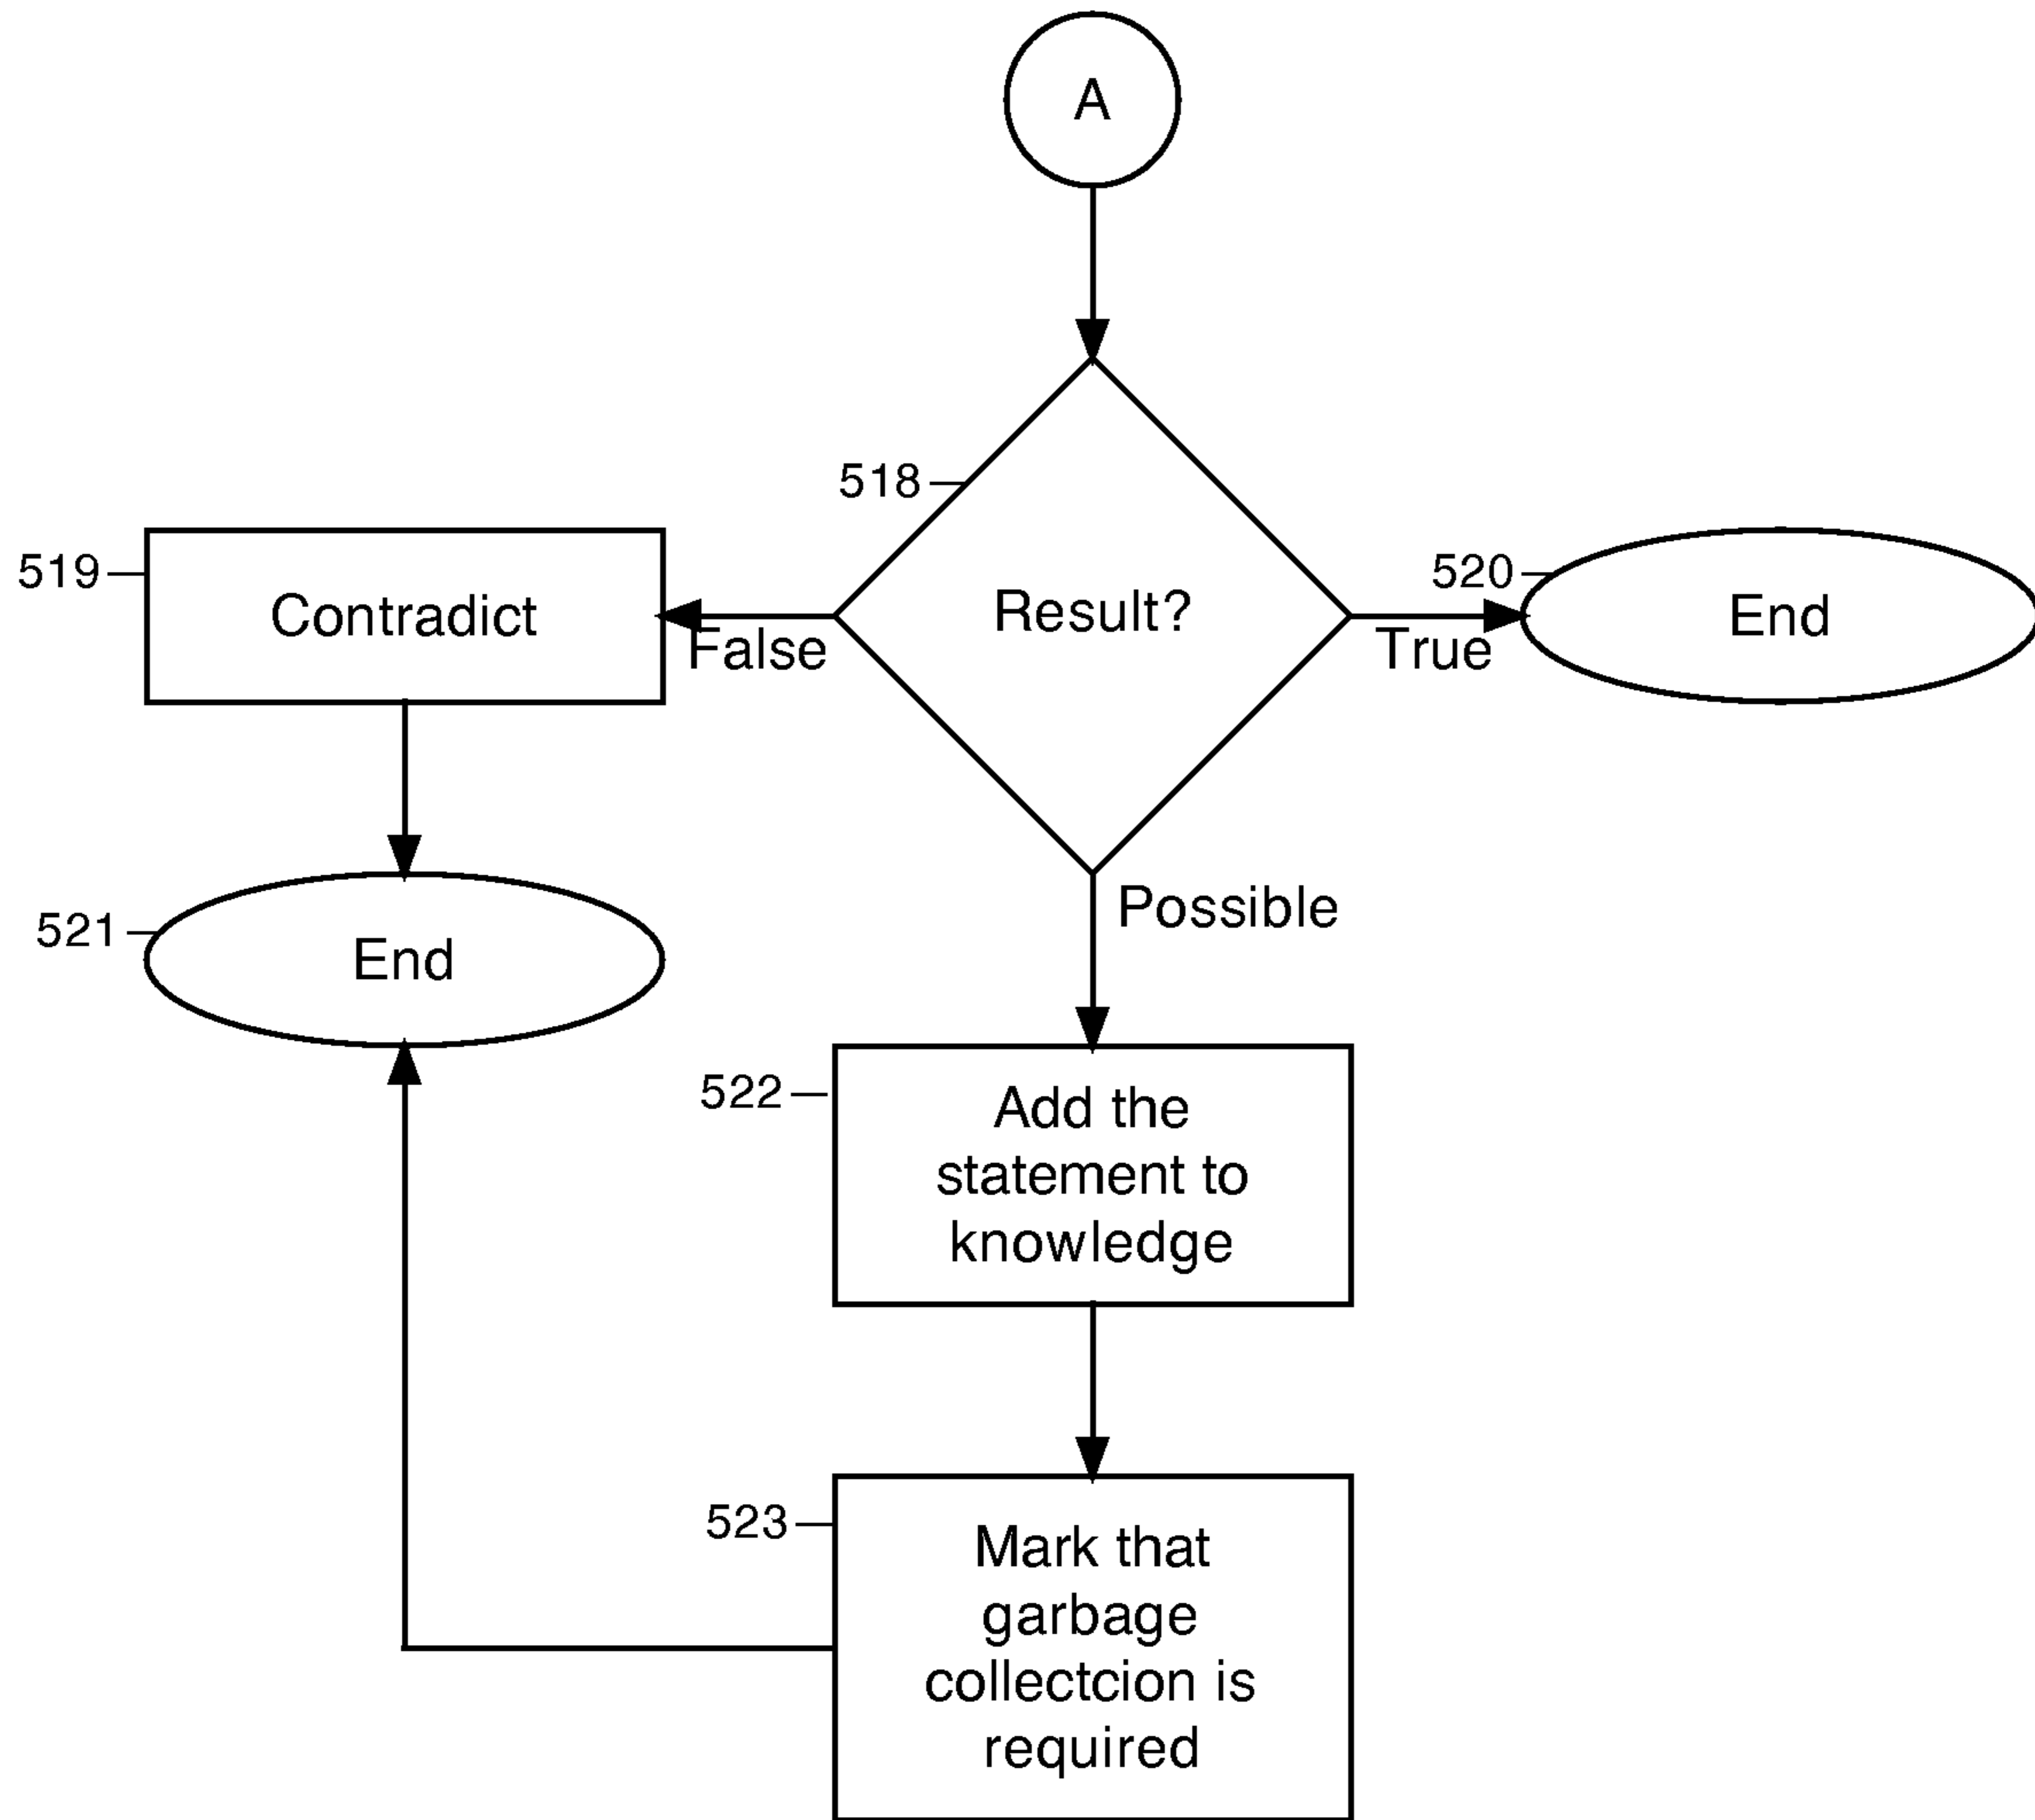 A
518
Result?
519
Contradict
False
True
520
End
521
End
Possible
522
Add the
statement to
knowledge
523
Mark that
garbage
collectcion is
required